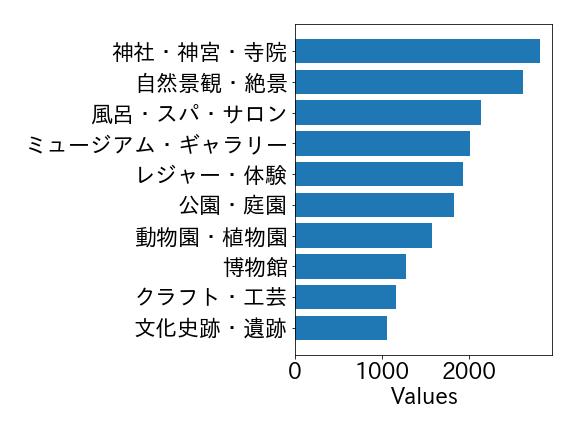 神社・神宮・寺院
自然景観・絶景
風呂・スパ・サロン
ミュージアム・ギャラリー
レジャー・体験
公園・庭園
動物園・植物園
博物館
クラフト・工芸
文化史跡・遺跡
0 1000 2000
Values